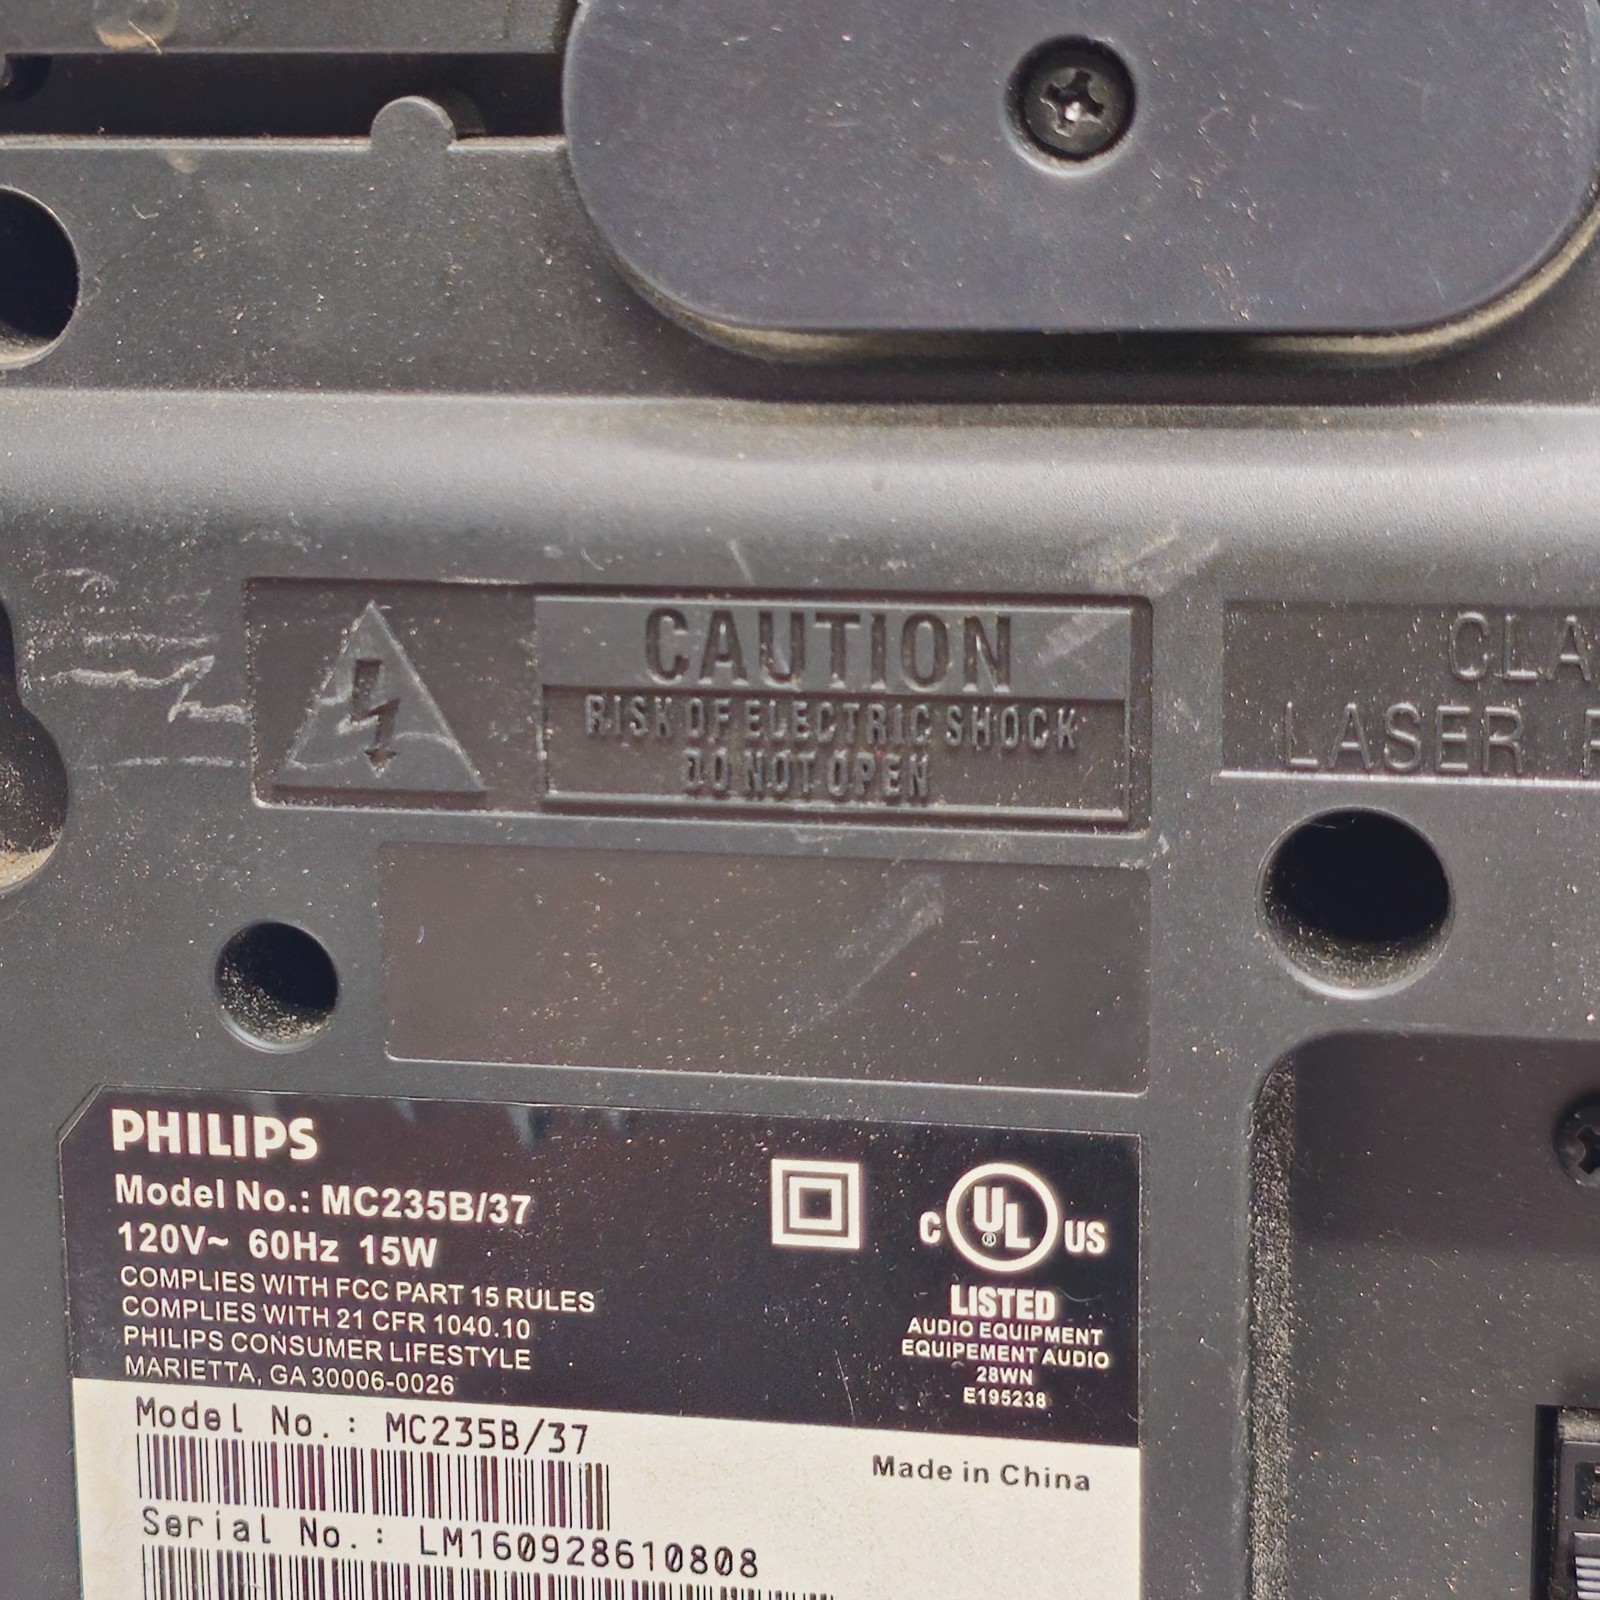 CAUTION
RISK OF ELECTRIC SHOCK
DO NOT OPEN
CLA
LASER P
PHILIPS
Model No.: MC235B/37
120V~ 60Hz 15W
COMPLIES WITH FCC PART 15 RULES
COMPLIES WITH 21 CFR 1040.10
PHILIPS CONSUMER LIFESTYLE
MARIETTA, GA 30006-0026
C UL ® US
LISTED
AUDIO EQUIPMENT
EQUIPEMENT AUDIO
28WN
E195238
Model No.: MC235B/37
Made in China
Serial No.: LM160928610808